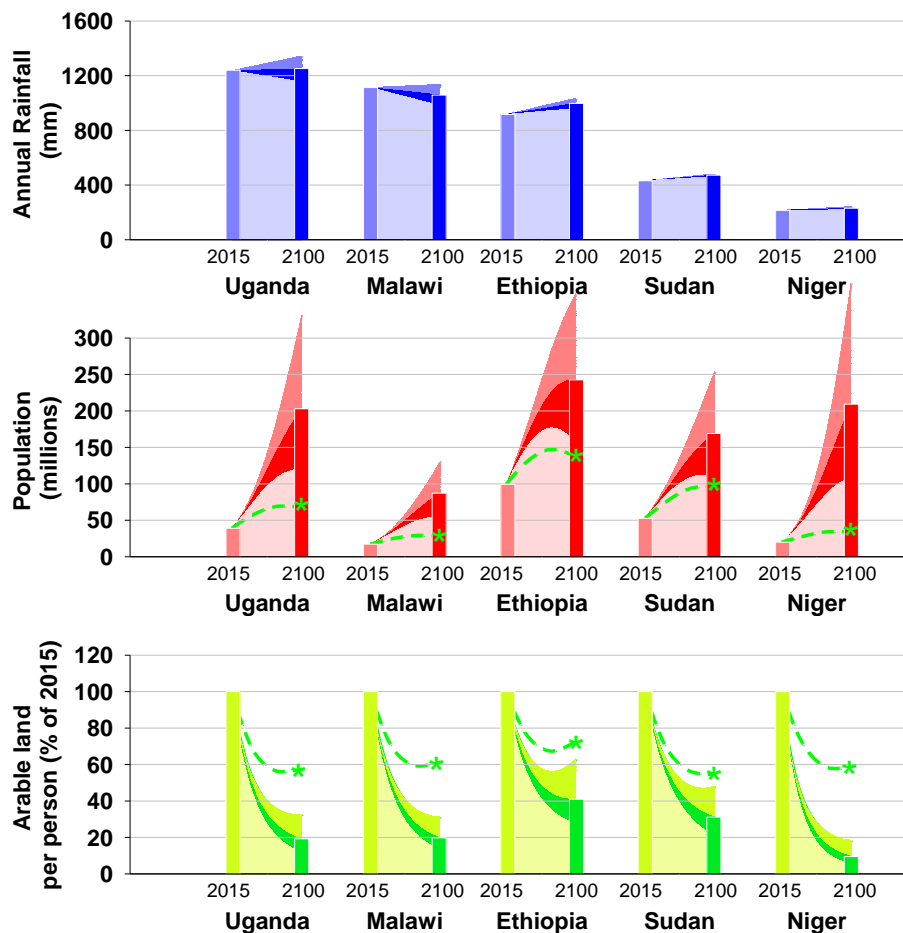 Annual Rainfall
(mm)
1600
1200
800
400
0
2015 2100 2015 2100 2015 2100 2015 2100 2015 2100
Uganda Malawi Ethiopia Sudan Niger
Population
(millions)
300
250
200
150
100
50
0
2015 2100 2015 2100 2015 2100 2015 2100 2015 2100
Uganda Malawi Ethiopia Sudan Niger
Arable land
per person (% of 2015)
120
100
80
60
40
20
0
2015 2100 2015 2100 2015 2100 2015 2100 2015 2100
Uganda Malawi Ethiopia Sudan Niger